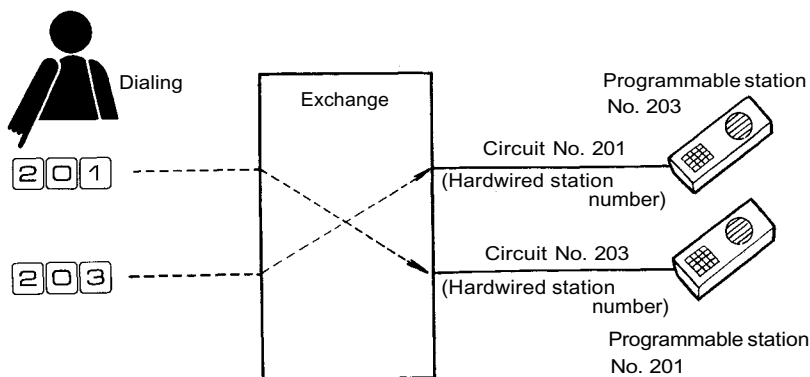 Dialing
201
203
Exchange
Programmable station
No. 203
Circuit No. 201
(Hardwired station
number)
Circuit No. 203
(Hardwired station
number)
Programmable station
No. 201